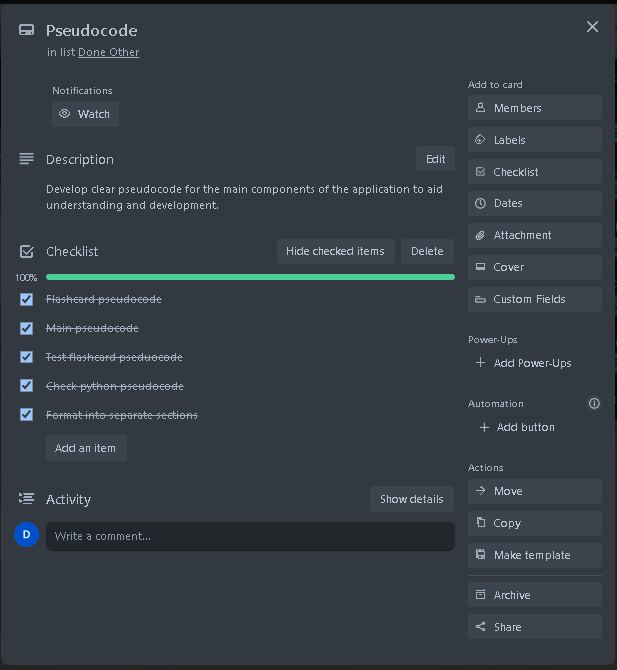 Pseudocode
in list Done Other
Notifications
Watch
Description
Edit
Develop clear pseudocode for the main components of the application to aid
understanding and development.
Checklist
Hide checked items
Delete
100%
Flashcard pseudocode
Main pseudocode
Test flashcard pseduocode
Check python pseudocode
Format into separate sections
Add an item
Activity
Show details
D
Write a comment...
Add to card
Members
Labels
Checklist
Dates
Attachment
Cover
Custom Fields
Power-Ups
Add Power-Ups
Automation
Add button
Actions
Move
Copy
Make template
Archive
Share